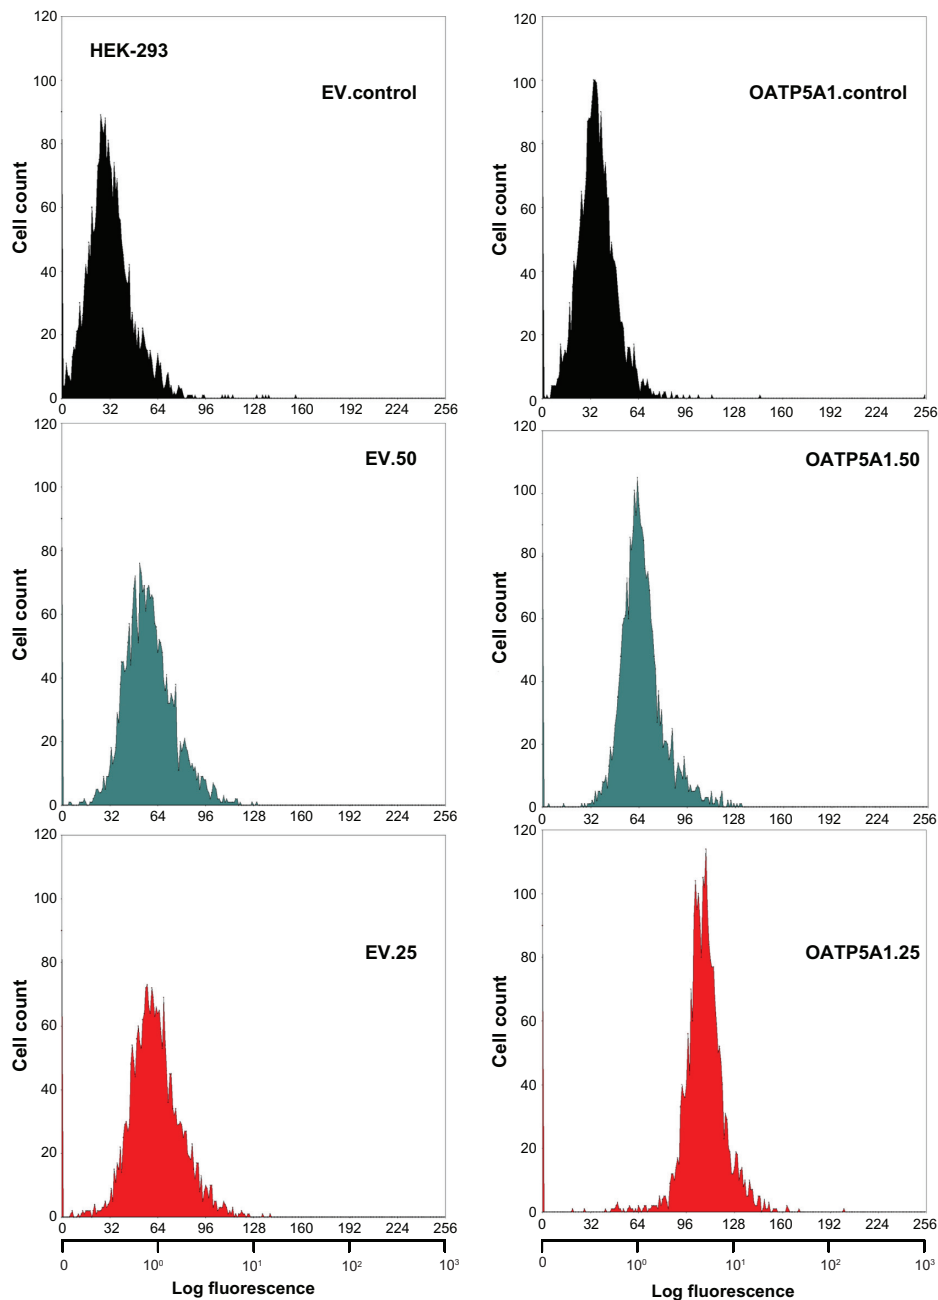 HEK-293
EV.control
Cell count
120
100
80
60
40
20
0
0 32 64 96 128 160 192 224 256
OATP5A1.control
Cell count
120
100
80
60
40
20
0
0 32 64 96 128 160 192 224 256
EV.50
Cell count
120
100
80
60
40
20
0
0 32 64 96 128 160 192 224 256
OATP5A1.50
Cell count
120
100
80
60
40
20
0
0 32 64 96 128 160 192 224 256
EV.25
Cell count
120
100
80
60
40
20
0
0 32 64 96 128 160 192 224 256
0 10⁰ 10¹ 10² 10³
Log fluorescence
OATP5A1.25
Cell count
120
100
80
60
40
20
0
0 32 64 96 128 160 192 224 256
0 10⁰ 10¹ 10² 10³
Log fluorescence